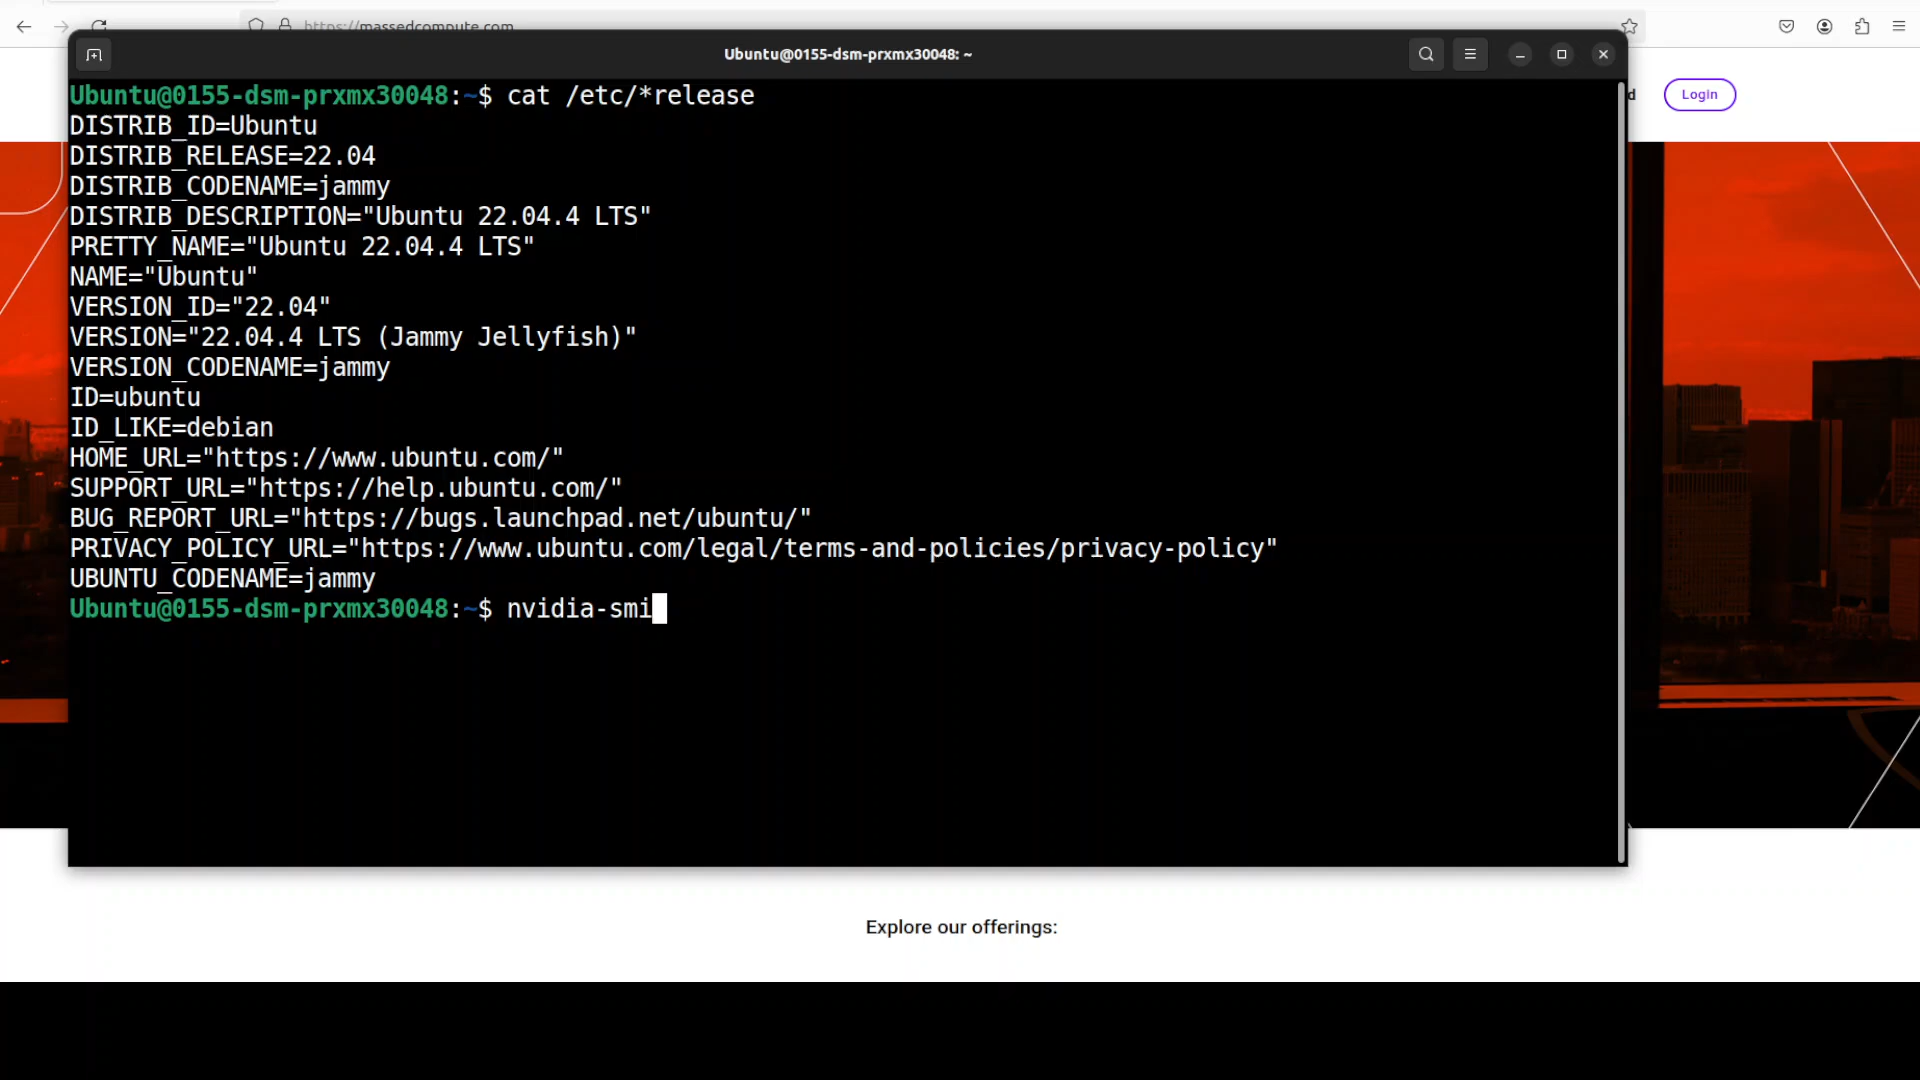 https://massedcompute.com
Ubuntu@0155-dsm-prxmx30048: ~
Login
Ubuntu@0155-dsm-prxmx30048:~$ cat /etc/*release
DISTRIB_ID=Ubuntu
DISTRIB_RELEASE=22.04
DISTRIB_CODENAME=jammy
DISTRIB_DESCRIPTION="Ubuntu 22.04.4 LTS"
PRETTY_NAME="Ubuntu 22.04.4 LTS"
NAME="Ubuntu"
VERSION_ID="22.04"
VERSION="22.04.4 LTS (Jammy Jellyfish)"
VERSION_CODENAME=jammy
ID=ubuntu
ID_LIKE=debian
HOME_URL="https://www.ubuntu.com/"
SUPPORT_URL="https://help.ubuntu.com/"
BUG_REPORT_URL="https://bugs.launchpad.net/ubuntu/"
PRIVACY_POLICY_URL="https://www.ubuntu.com/legal/terms-and-policies/privacy-policy"
UBUNTU_CODENAME=jammy
Ubuntu@0155-dsm-prxmx30048:~$ nvidia-smi
Explore our offerings: